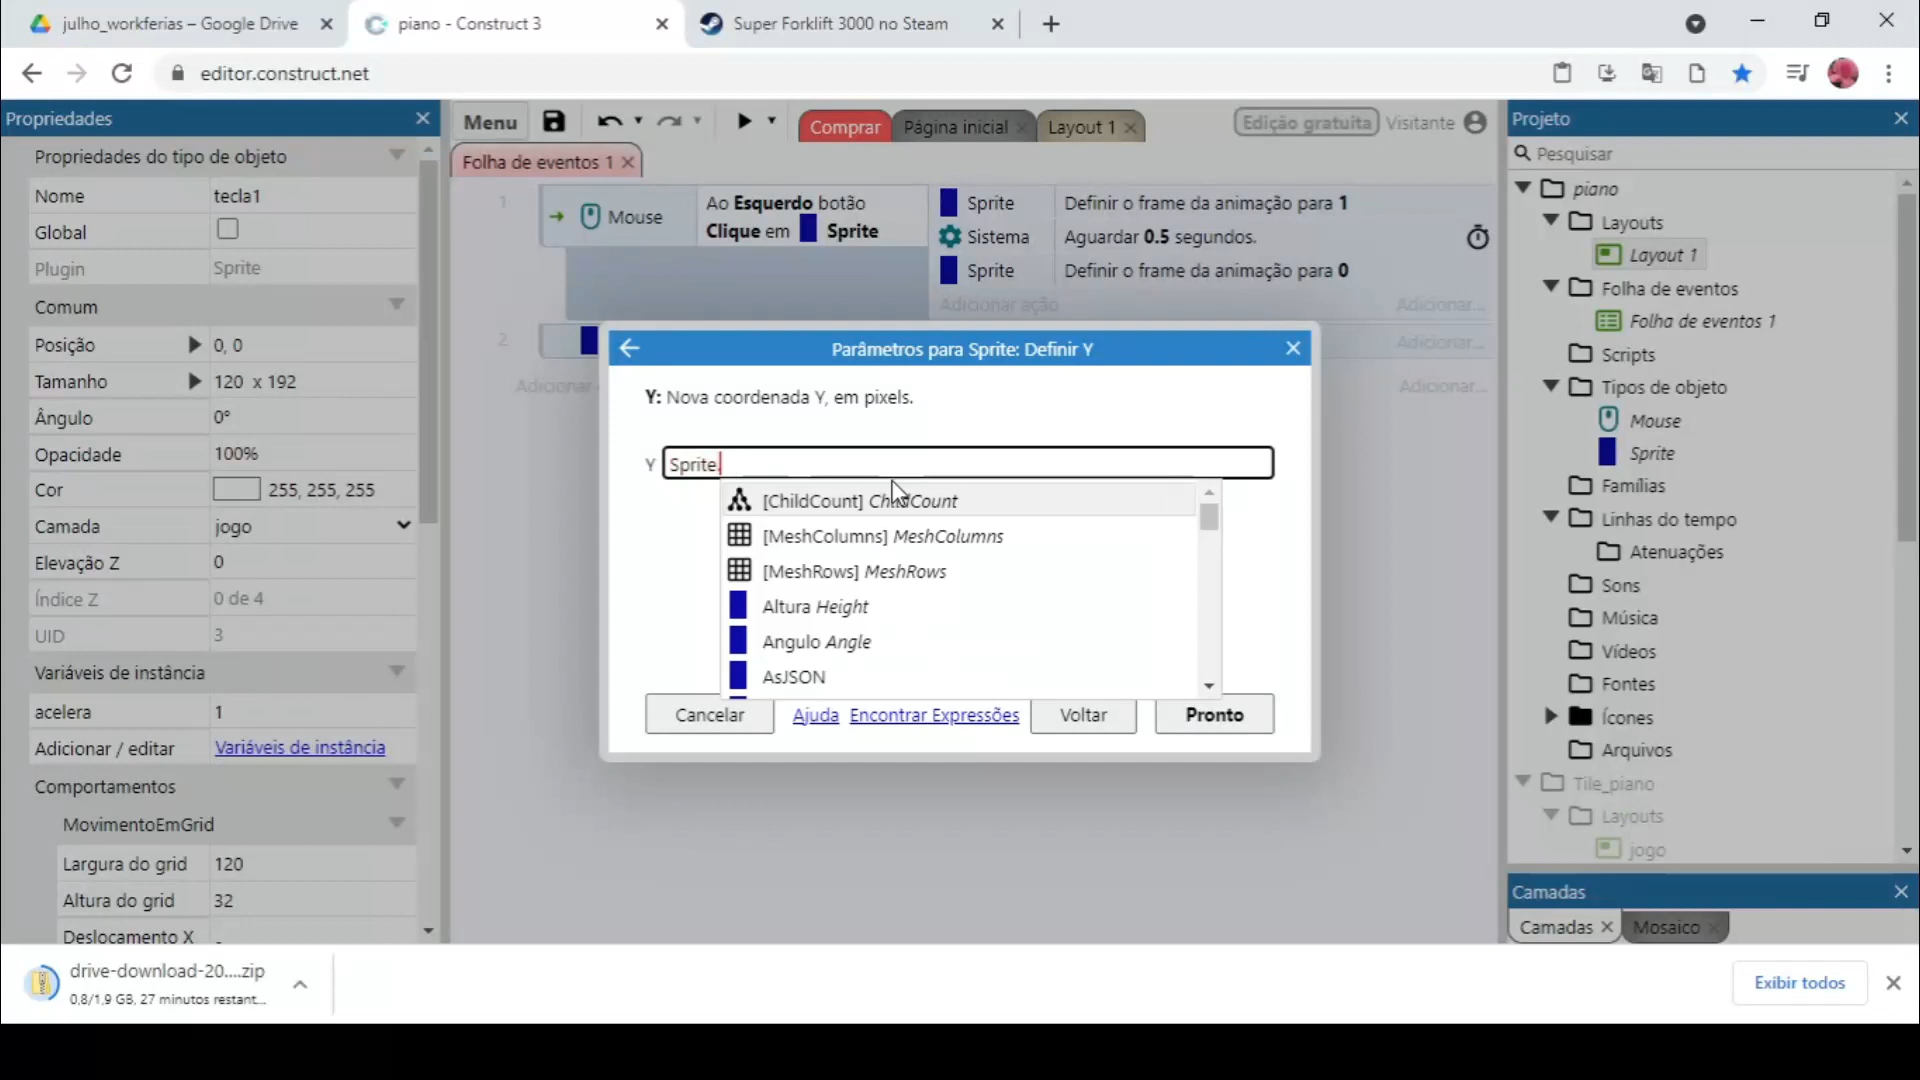 julho_workferias – Google Drive
piano - Construct 3
Super Forklift 3000 no Steam
editor.construct.net
Propriedades
Propriedades do tipo de objeto
Nome tecla1
Global
Plugin Sprite
Comum
Posição 0, 0
Tamanho 120 x 192
Ângulo 0°
Opacidade 100%
Cor 255, 255, 255
Camada jogo
Elevação Z 0
Índice Z 0 de 4
UID 3
Variáveis de instância
acelera 1
Adicionar / editar Variáveis de instância
Comportamentos
MovimentoEmGrid
Largura do grid 120
Altura do grid 32
Deslocamento X
Menu
Comprar
Página inicial
Layout 1
Edição gratuita
Visitante
Folha de eventos 1
1
Mouse
Ao Esquerdo botão
Clique em Sprite
Sprite Definir o frame da animação para 1
Sistema Aguardar 0.5 segundos.
Sprite Definir o frame da animação para 0
Adicionar ação
Adicionar...
2
Adicionar...
Adicionar
Adicionar...
Parâmetros para Sprite: Definir Y
Y: Nova coordenada Y, em pixels.
Y Sprite.
[ChildCount] ChildCount
[MeshColumns] MeshColumns
[MeshRows] MeshRows
Altura Height
Angulo Angle
AsJSON
Cancelar
Ajuda
Encontrar Expressões
Voltar
Pronto
Projeto
Pesquisar
piano
Layouts
Layout 1
Folha de eventos
Folha de eventos 1
Scripts
Tipos de objeto
Mouse
Sprite
Famílias
Linhas do tempo
Atenuações
Sons
Música
Vídeos
Fontes
Ícones
Arquivos
Tile_piano
Layouts
jogo
Camadas
Camadas
Mosaico
drive-download-20....zip
0,8/1,9 GB, 27 minutos restant...
Exibir todos